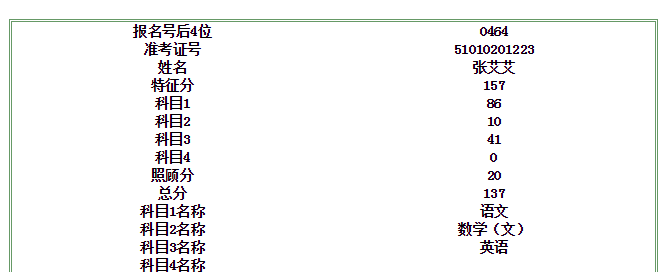 报名号后4位 0464
准考证号 51010201223
姓名 张艾艾
特征分 157
科目1 86
科目2 10
科目3 41
科目4 0
照顾分 20
总分 137
科目1名称 语文
科目2名称 数学（文）
科目3名称 英语
科目4名称